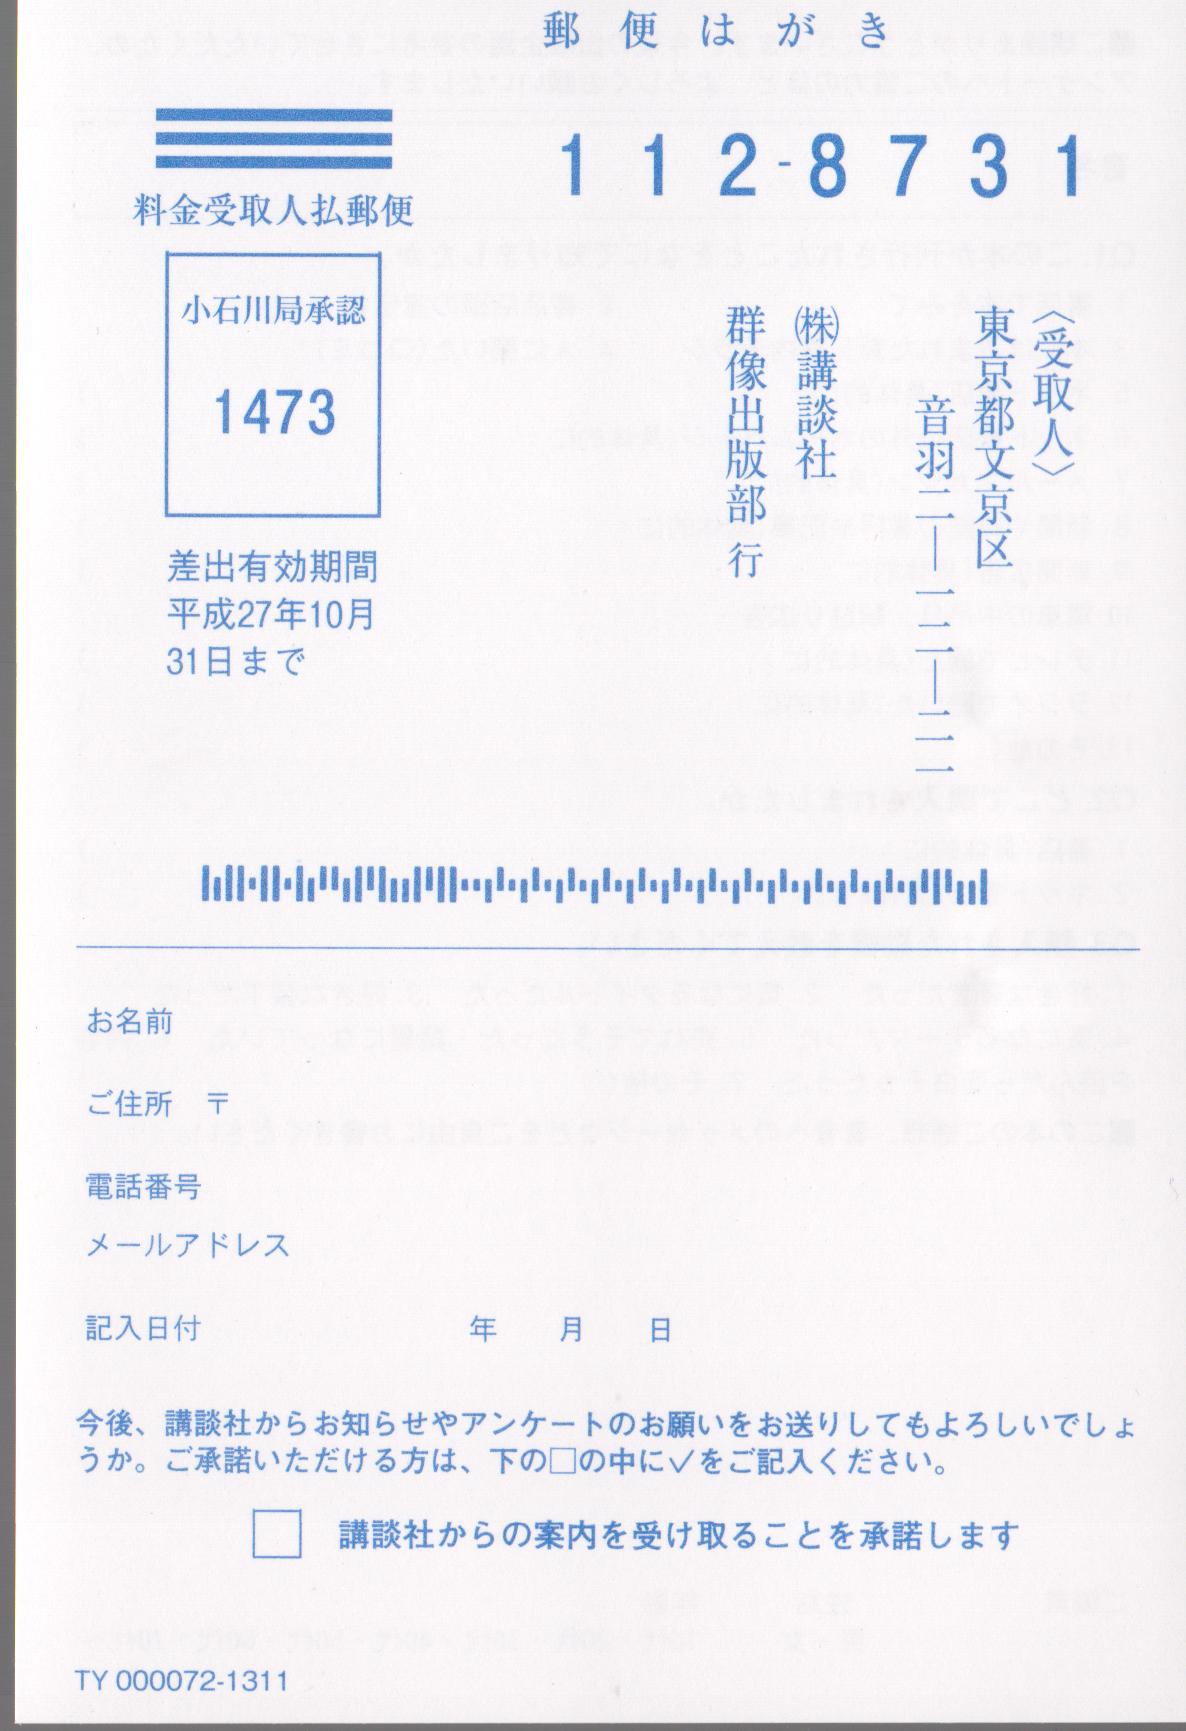 郵便はがき
112-8731
料金受取人払郵便
小石川局承認
1473
差出有効期間
平成27年10月
31日まで
〈受取人〉
東京都文京区
音羽二―一二―二一
㈱講談社
群像出版部 行
お名前
ご住所 〒
電話番号
メールアドレス
記入日付 年 月 日
今後、講談社からお知らせやアンケートのお願いをお送りしてもよろしいでしょ
うか。ご承諾いただける方は、下の□の中に✓をご記入ください。
□ 講談社からの案内を受け取ることを承諾します
TY 000072-1311